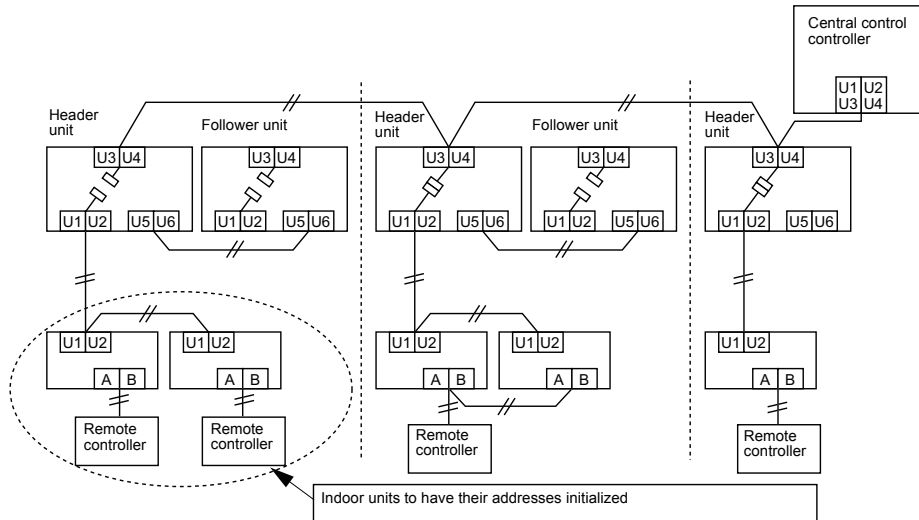 Central control
controller
U1 U2
U3 U4
Header
unit
Follower unit
Header
unit
Follower unit
Header
unit
U3 U4
U3 U4
U3 U4
U3 U4
U3 U4
U1 U2
U5 U6
U1 U2
U5 U6
U1 U2
U5 U6
U1 U2
U5 U6
U1 U2
U5 U6
U1 U2
U1 U2
U1 U2
U1 U2
U1 U2
A B
A B
A B
A B
A B
Remote
controller
Remote
controller
Remote
controller
Remote
controller
Indoor units to have their addresses initialized